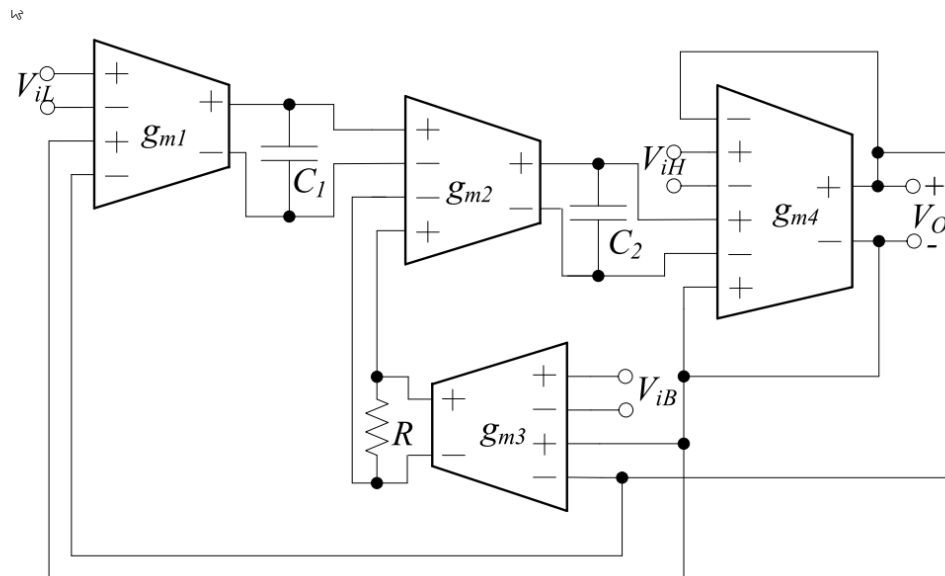 V_iL
+
−
+
−
g_m1
+
−
C_1
+
−
−
+
g_m2
+
−
C_2
V_iH
−
+
−
+
−
+
g_m4
+
−
+
V_O
-
R
+
−
g_m3
+
−
+
−
V_iB